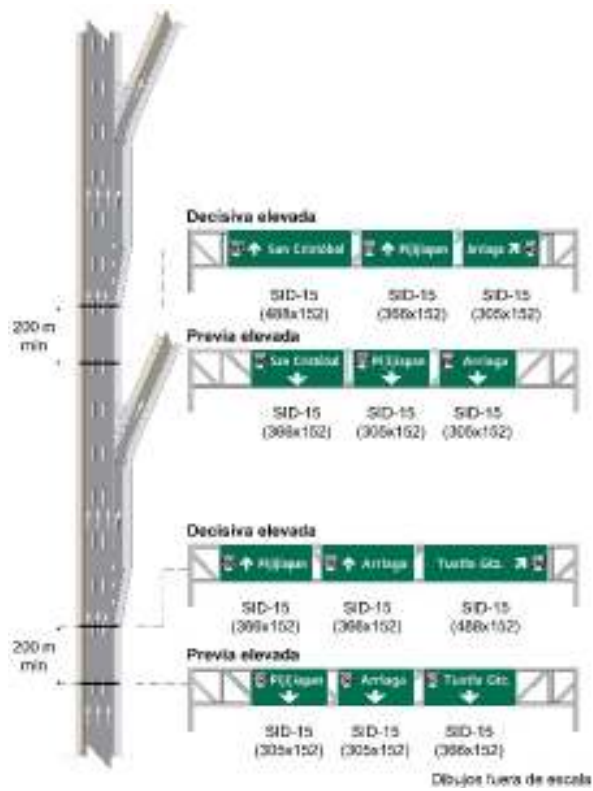 Decisiva elevada
San Cristóbal Pijijiapan Arriaga
SID-15 SID-15 SID-15
(488x152) (366x152) (305x152)
200 m
min
Previa elevada
San Cristóbal Pijijiapan Arriaga
SID-15 SID-15 SID-15
(366x152) (305x152) (305x152)
Decisiva elevada
Pijijiapan Arriaga Tuxtla Gtz.
SID-15 SID-15 SID-15
(366x152) (366x152) (488x152)
200 m
min
Previa elevada
Pijijiapan Arriaga Tuxtla Gtz.
SID-15 SID-15 SID-15
(305x152) (305x152) (366x152)
Dibujos fuera de escala